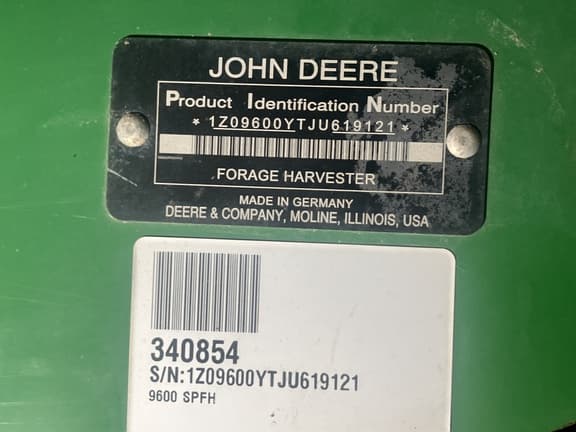 JOHN DEERE
Product Identification Number
* 1Z09600YTJU619121 *
FORAGE HARVESTER
MADE IN GERMANY
DEERE & COMPANY, MOLINE, ILLINOIS, USA
340854
S/N:1Z09600YTJU619121
9600 SPFH